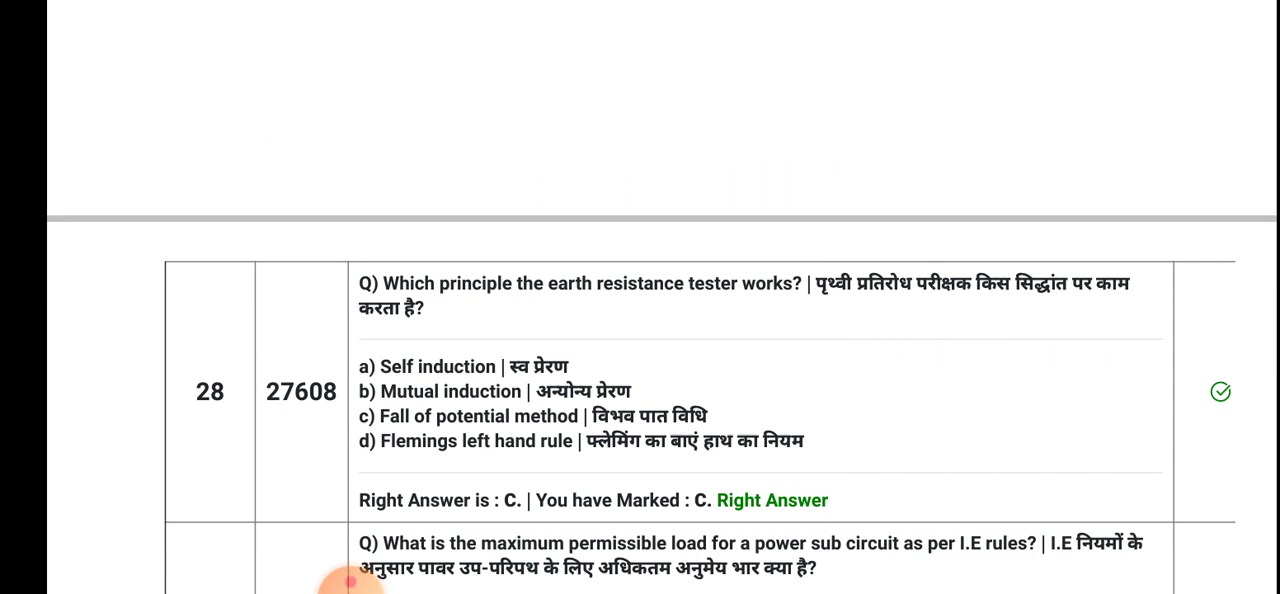 Q) Which principle the earth resistance tester works? | पृथ्वी प्रतिरोध परीक्षक किस सिद्धांत पर काम
करता है?
a) Self induction | स्व प्रेरण
28 27608 b) Mutual induction | अन्योन्य प्रेरण
c) Fall of potential method | विभव पात विधि
d) Flemings left hand rule | फ्लेमिंग का बाएं हाथ का नियम
Right Answer is : C. | You have Marked : C. Right Answer
Q) What is the maximum permissible load for a power sub circuit as per I.E rules? | I.E नियमों के
अनुसार पावर उप-परिपथ के लिए अधिकतम अनुमेय भार क्या है?